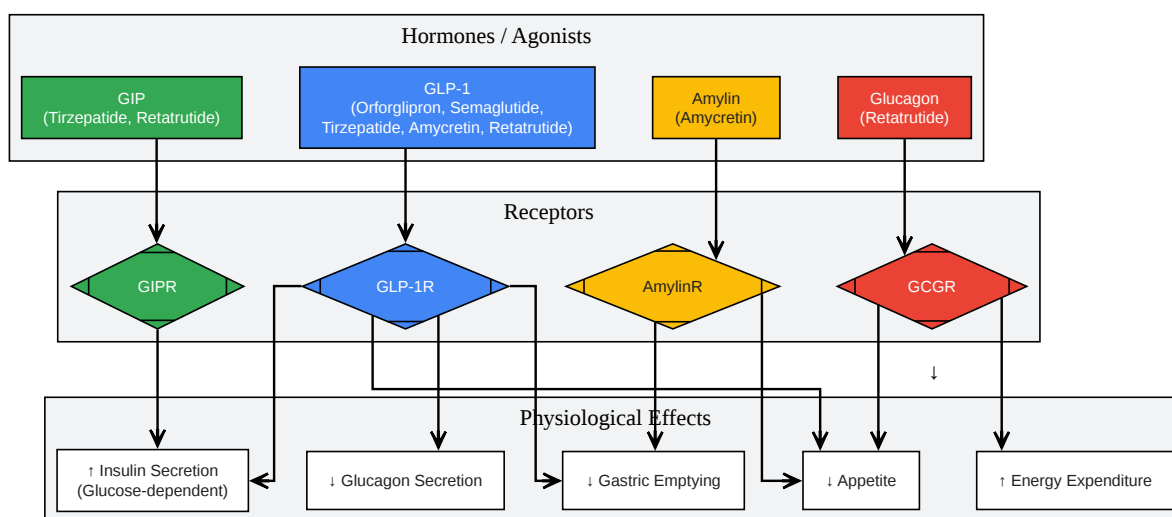 Hormones / Agonists
GIP
(Tirzepatide, Retatrutide)
GLP-1
(Orforglipron, Semaglutide,
Tirzepatide, Amycretin, Retatrutide)
Amylin
(Amycretin)
Glucagon
(Retatrutide)
Receptors
GIPR
GLP-1R
AmylinR
GCGR
↓
Physiological Effects
↑ Insulin Secretion
(Glucose-dependent)
↓ Glucagon Secretion
↓ Gastric Emptying
↓ Appetite
↑ Energy Expenditure